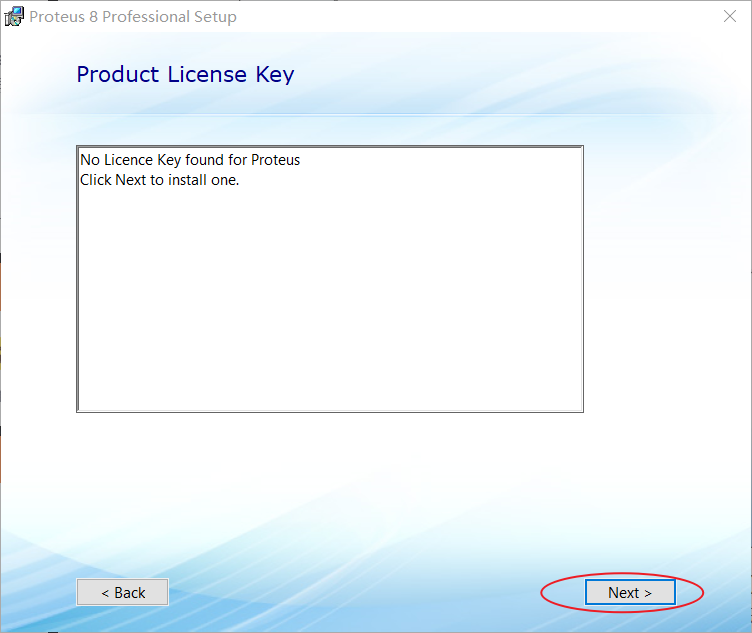 Proteus 8 Professional Setup
Product License Key
No Licence Key found for Proteus
Click Next to install one.
< Back
Next >